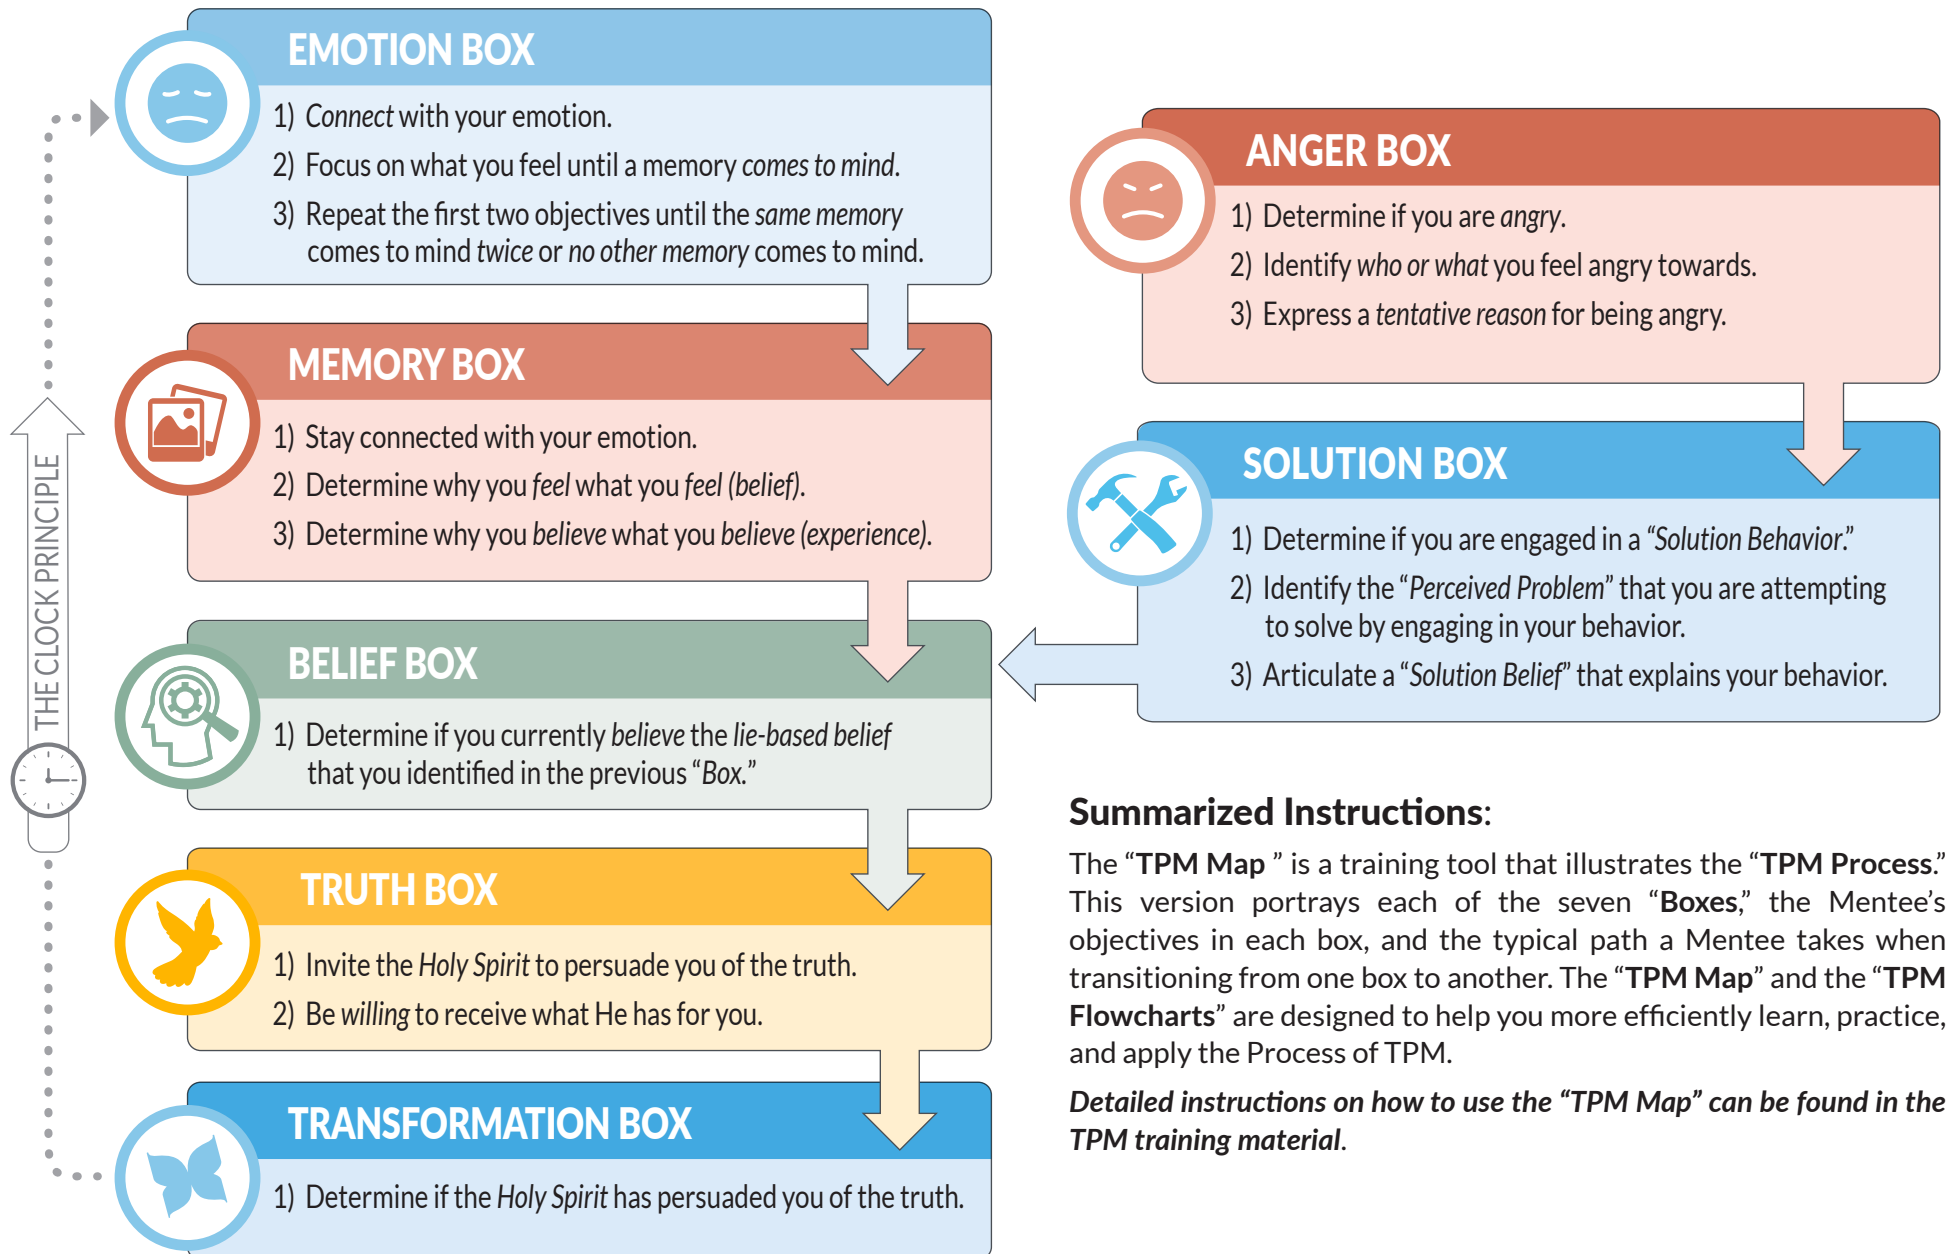 EMOTION BOX
1) Connect with your emotion.
2) Focus on what you feel until a memory comes to mind.
3) Repeat the first two objectives until the same memory
comes to mind twice or no other memory comes to mind.
MEMORY BOX
1) Stay connected with your emotion.
2) Determine why you feel what you feel (belief).
3) Determine why you believe what you believe (experience).
BELIEF BOX
1) Determine if you currently believe the lie-based belief
that you identified in the previous “Box.”
TRUTH BOX
1) Invite the Holy Spirit to persuade you of the truth.
2) Be willing to receive what He has for you.
TRANSFORMATION BOX
1) Determine if the Holy Spirit has persuaded you of the truth.
THE CLOCK PRINCIPLE
ANGER BOX
1) Determine if you are angry.
2) Identify who or what you feel angry towards.
3) Express a tentative reason for being angry.
SOLUTION BOX
1) Determine if you are engaged in a “Solution Behavior.”
2) Identify the “Perceived Problem” that you are attempting
to solve by engaging in your behavior.
3) Articulate a “Solution Belief” that explains your behavior.
Summarized Instructions:
The “TPM Map ” is a training tool that illustrates the “TPM Process.”
This version portrays each of the seven “Boxes,” the Mentee’s
objectives in each box, and the typical path a Mentee takes when
transitioning from one box to another. The “TPM Map” and the “TPM
Flowcharts” are designed to help you more efficiently learn, practice,
and apply the Process of TPM.
Detailed instructions on how to use the “TPM Map” can be found in the
TPM training material.